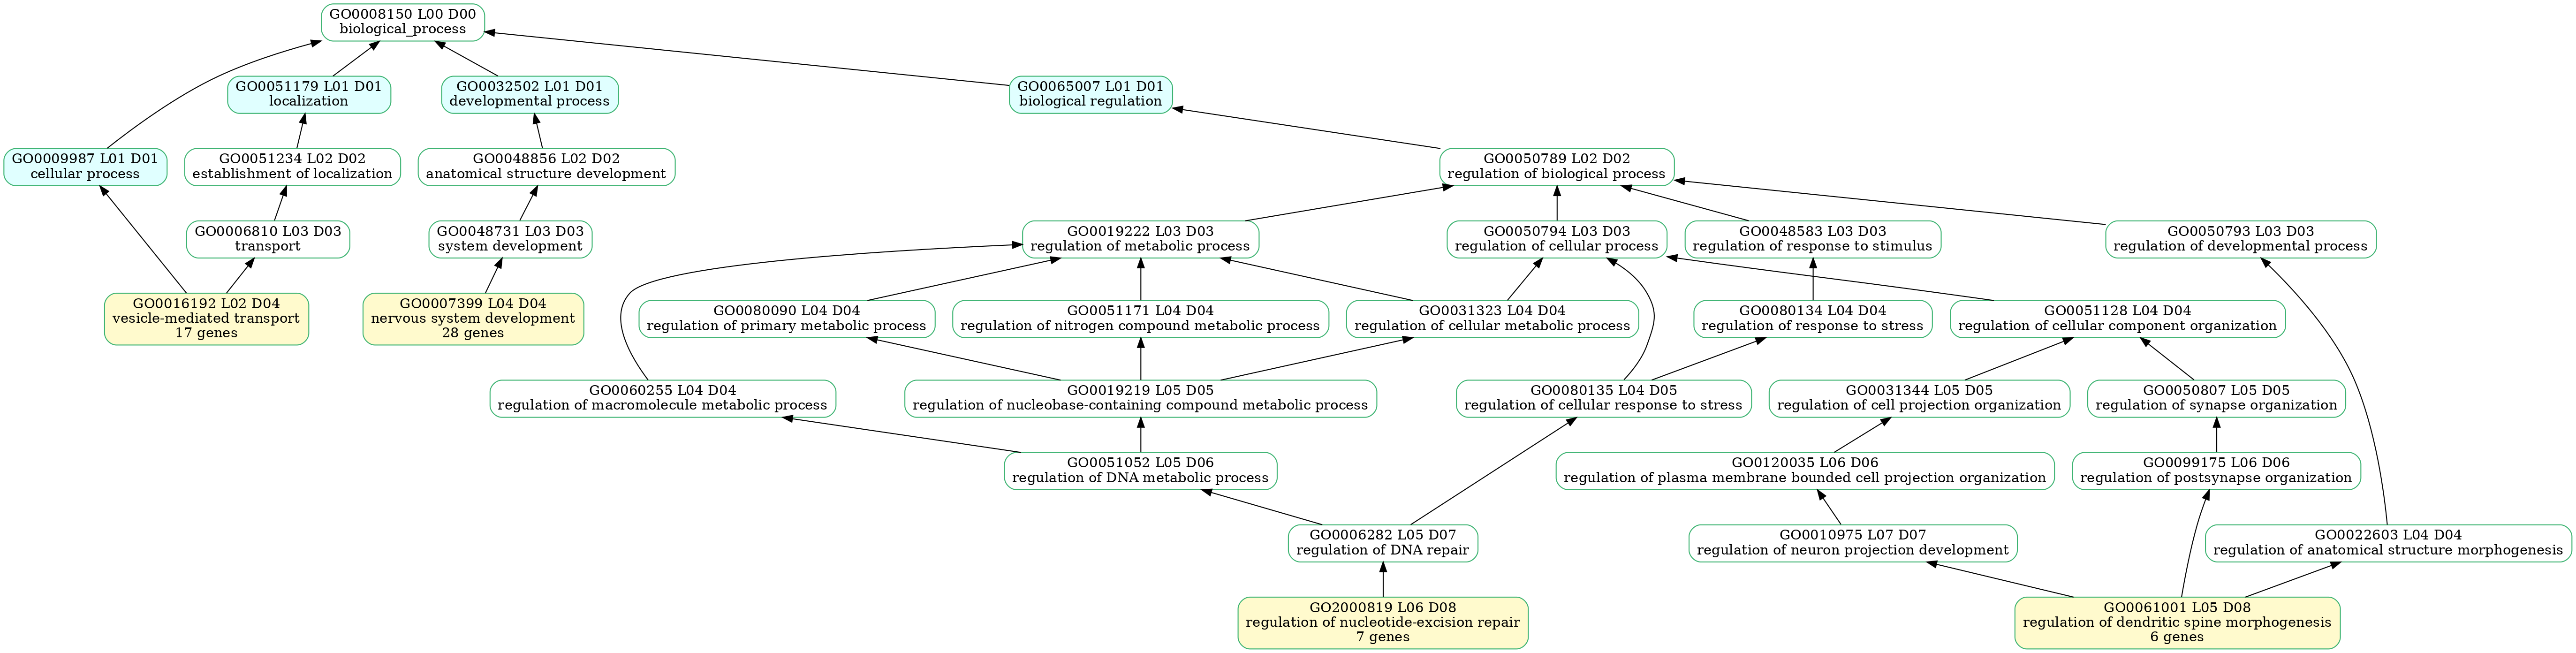 GO0008150 L00 D00
biological_process
GO0051179 L01 D01
localization
GO0032502 L01 D01
developmental process
GO0065007 L01 D01
biological regulation
GO0009987 L01 D01
cellular process
GO0051234 L02 D02
establishment of localization
GO0048856 L02 D02
anatomical structure development
GO0050789 L02 D02
regulation of biological process
GO0006810 L03 D03
transport
GO0048731 L03 D03
system development
GO0019222 L03 D03
regulation of metabolic process
GO0050794 L03 D03
regulation of cellular process
GO0048583 L03 D03
regulation of response to stimulus
GO0050793 L03 D03
regulation of developmental process
GO0016192 L02 D04
vesicle-mediated transport
17 genes
GO0007399 L04 D04
nervous system development
28 genes
GO0080090 L04 D04
regulation of primary metabolic process
GO0051171 L04 D04
regulation of nitrogen compound metabolic process
GO0031323 L04 D04
regulation of cellular metabolic process
GO0080134 L04 D04
regulation of response to stress
GO0051128 L04 D04
regulation of cellular component organization
GO0060255 L04 D04
regulation of macromolecule metabolic process
GO0019219 L05 D05
regulation of nucleobase-containing compound metabolic process
GO0080135 L04 D05
regulation of cellular response to stress
GO0031344 L05 D05
regulation of cell projection organization
GO0050807 L05 D05
regulation of synapse organization
GO0051052 L05 D06
regulation of DNA metabolic process
GO0120035 L06 D06
regulation of plasma membrane bounded cell projection organization
GO0099175 L06 D06
regulation of postsynapse organization
GO0006282 L05 D07
regulation of DNA repair
GO0010975 L07 D07
regulation of neuron projection development
GO0022603 L04 D04
regulation of anatomical structure morphogenesis
GO2000819 L06 D08
regulation of nucleotide-excision repair
7 genes
GO0061001 L05 D08
regulation of dendritic spine morphogenesis
6 genes